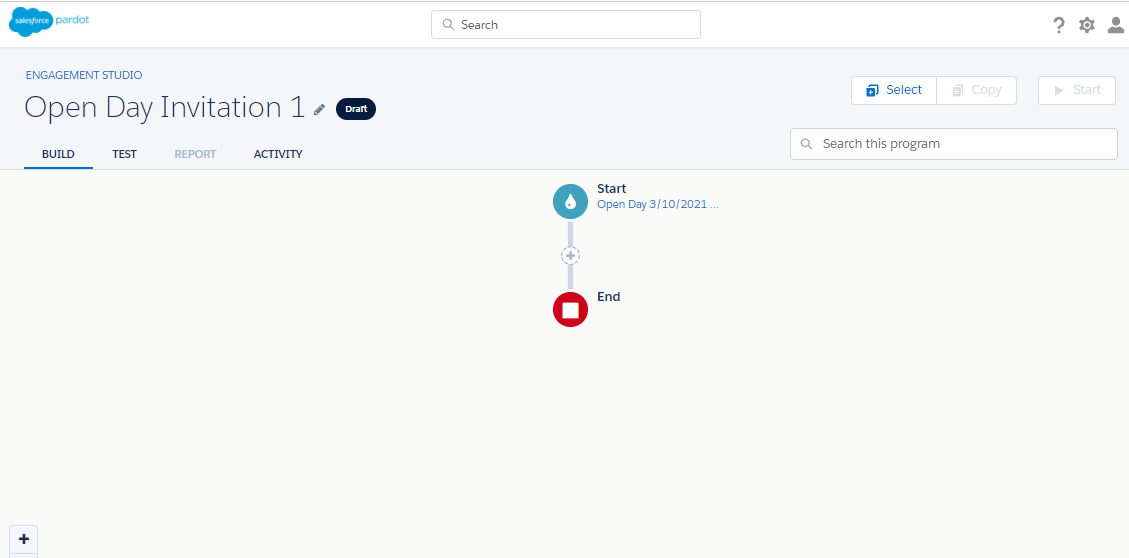 salesforce pardot
Search
?
ENGAGEMENT STUDIO
Open Day Invitation 1
Draft
Select
Copy
Start
BUILD
TEST
REPORT
ACTIVITY
Search this program
Start
Open Day 3/10/2021 ...
End